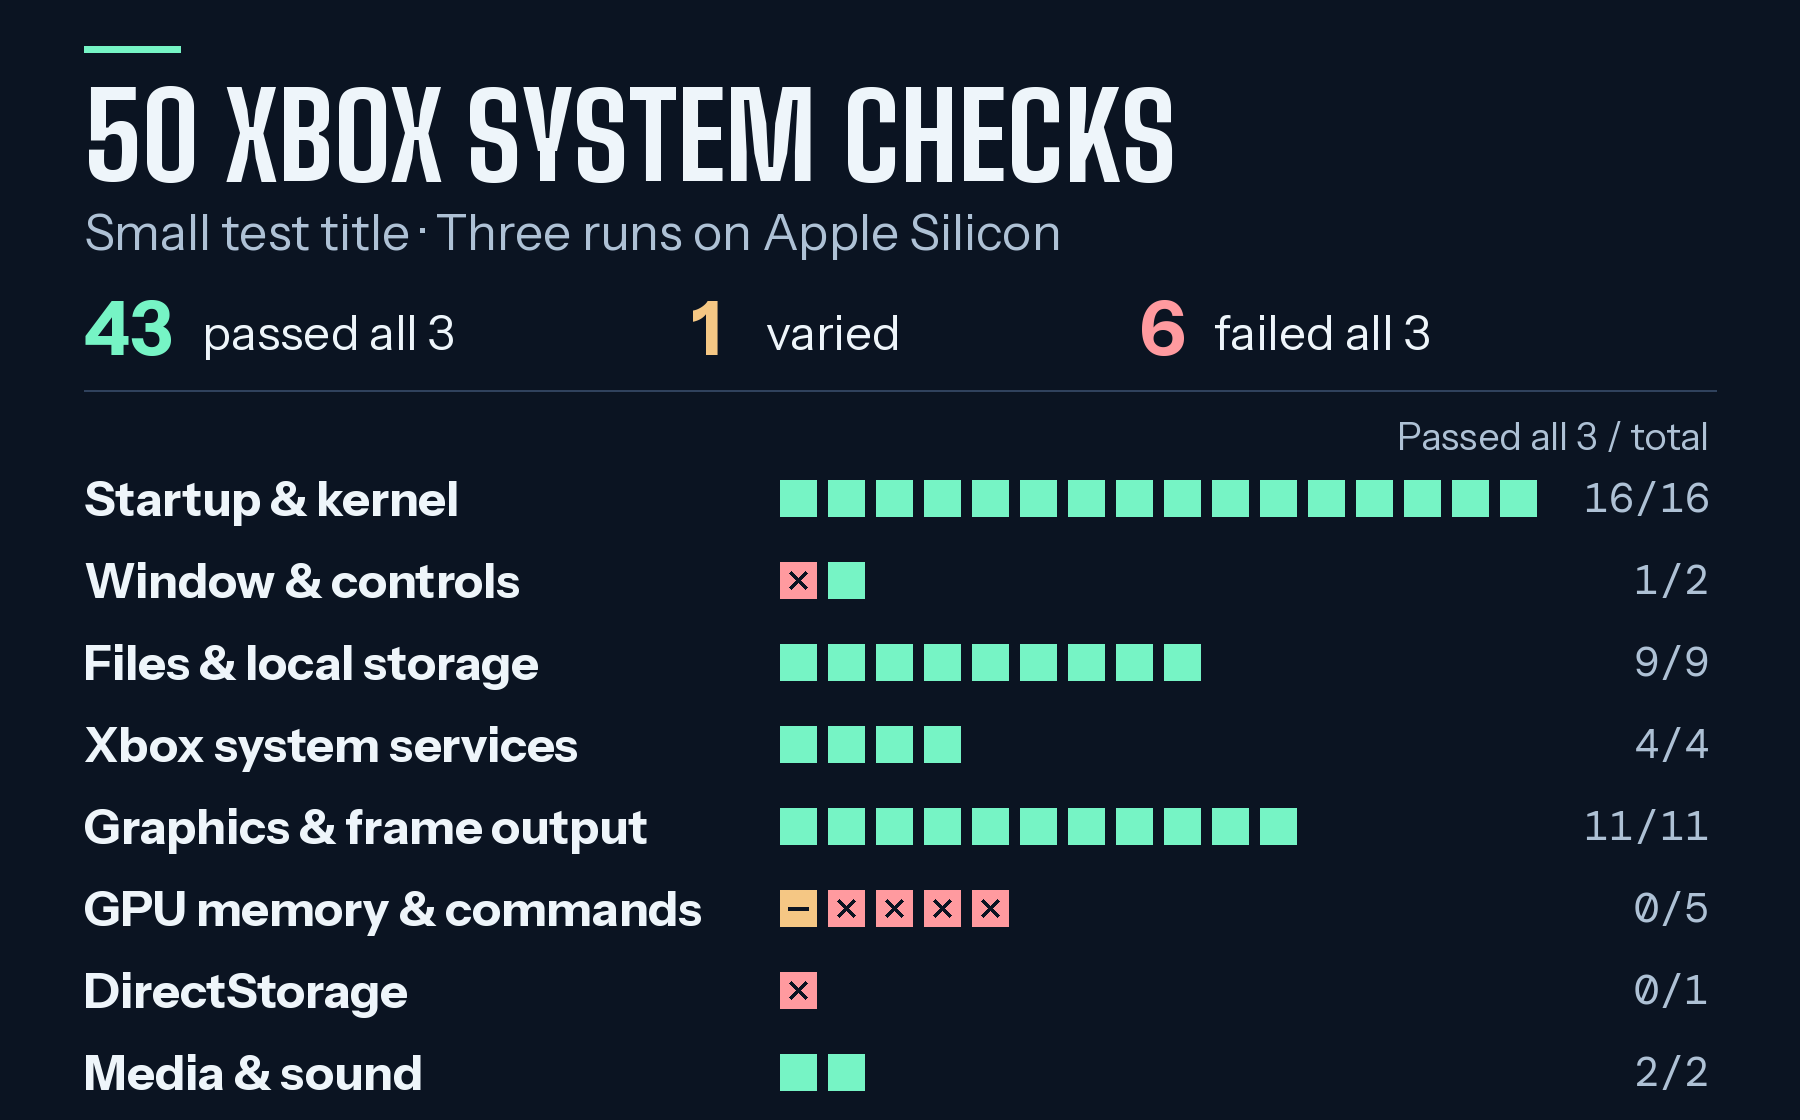 50 XBOX SYSTEM CHECKS
Small test title · Three runs on Apple Silicon
43 passed all 3 1 varied 6 failed all 3
Passed all 3 / total
Startup & kernel 16/16
Window & controls 1/2
Files & local storage 9/9
Xbox system services 4/4
Graphics & frame output 11/11
GPU memory & commands 0/5
DirectStorage 0/1
Media & sound 2/2